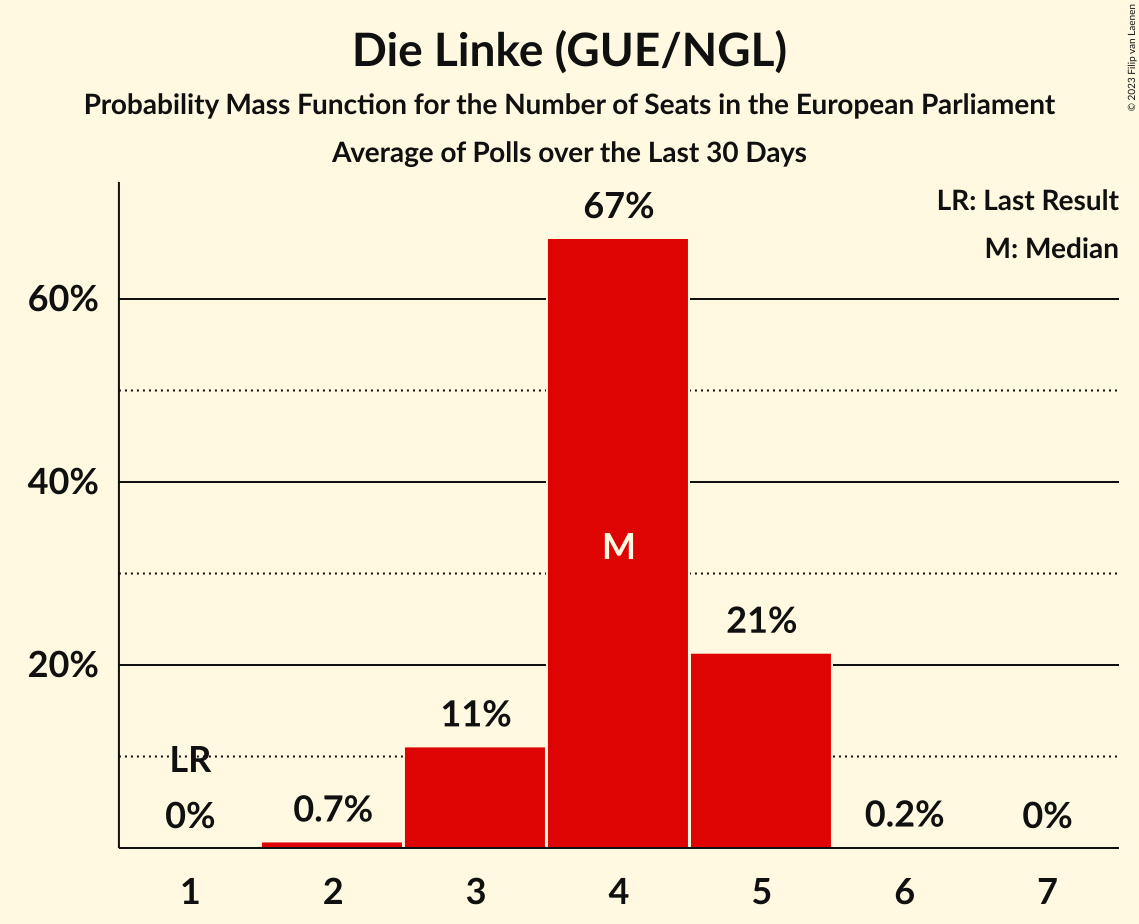 Die Linke (GUE/NGL)
Probability Mass Function for the Number of Seats in the European Parliament
Average of Polls over the Last 30 Days
© 2023 Filip van Laenen
LR: Last Result
M: Median
67%
60%
40%
M
21%
20%
11%
LR
0%
0.7%
0.2%
0%
1 2 3 4 5 6 7